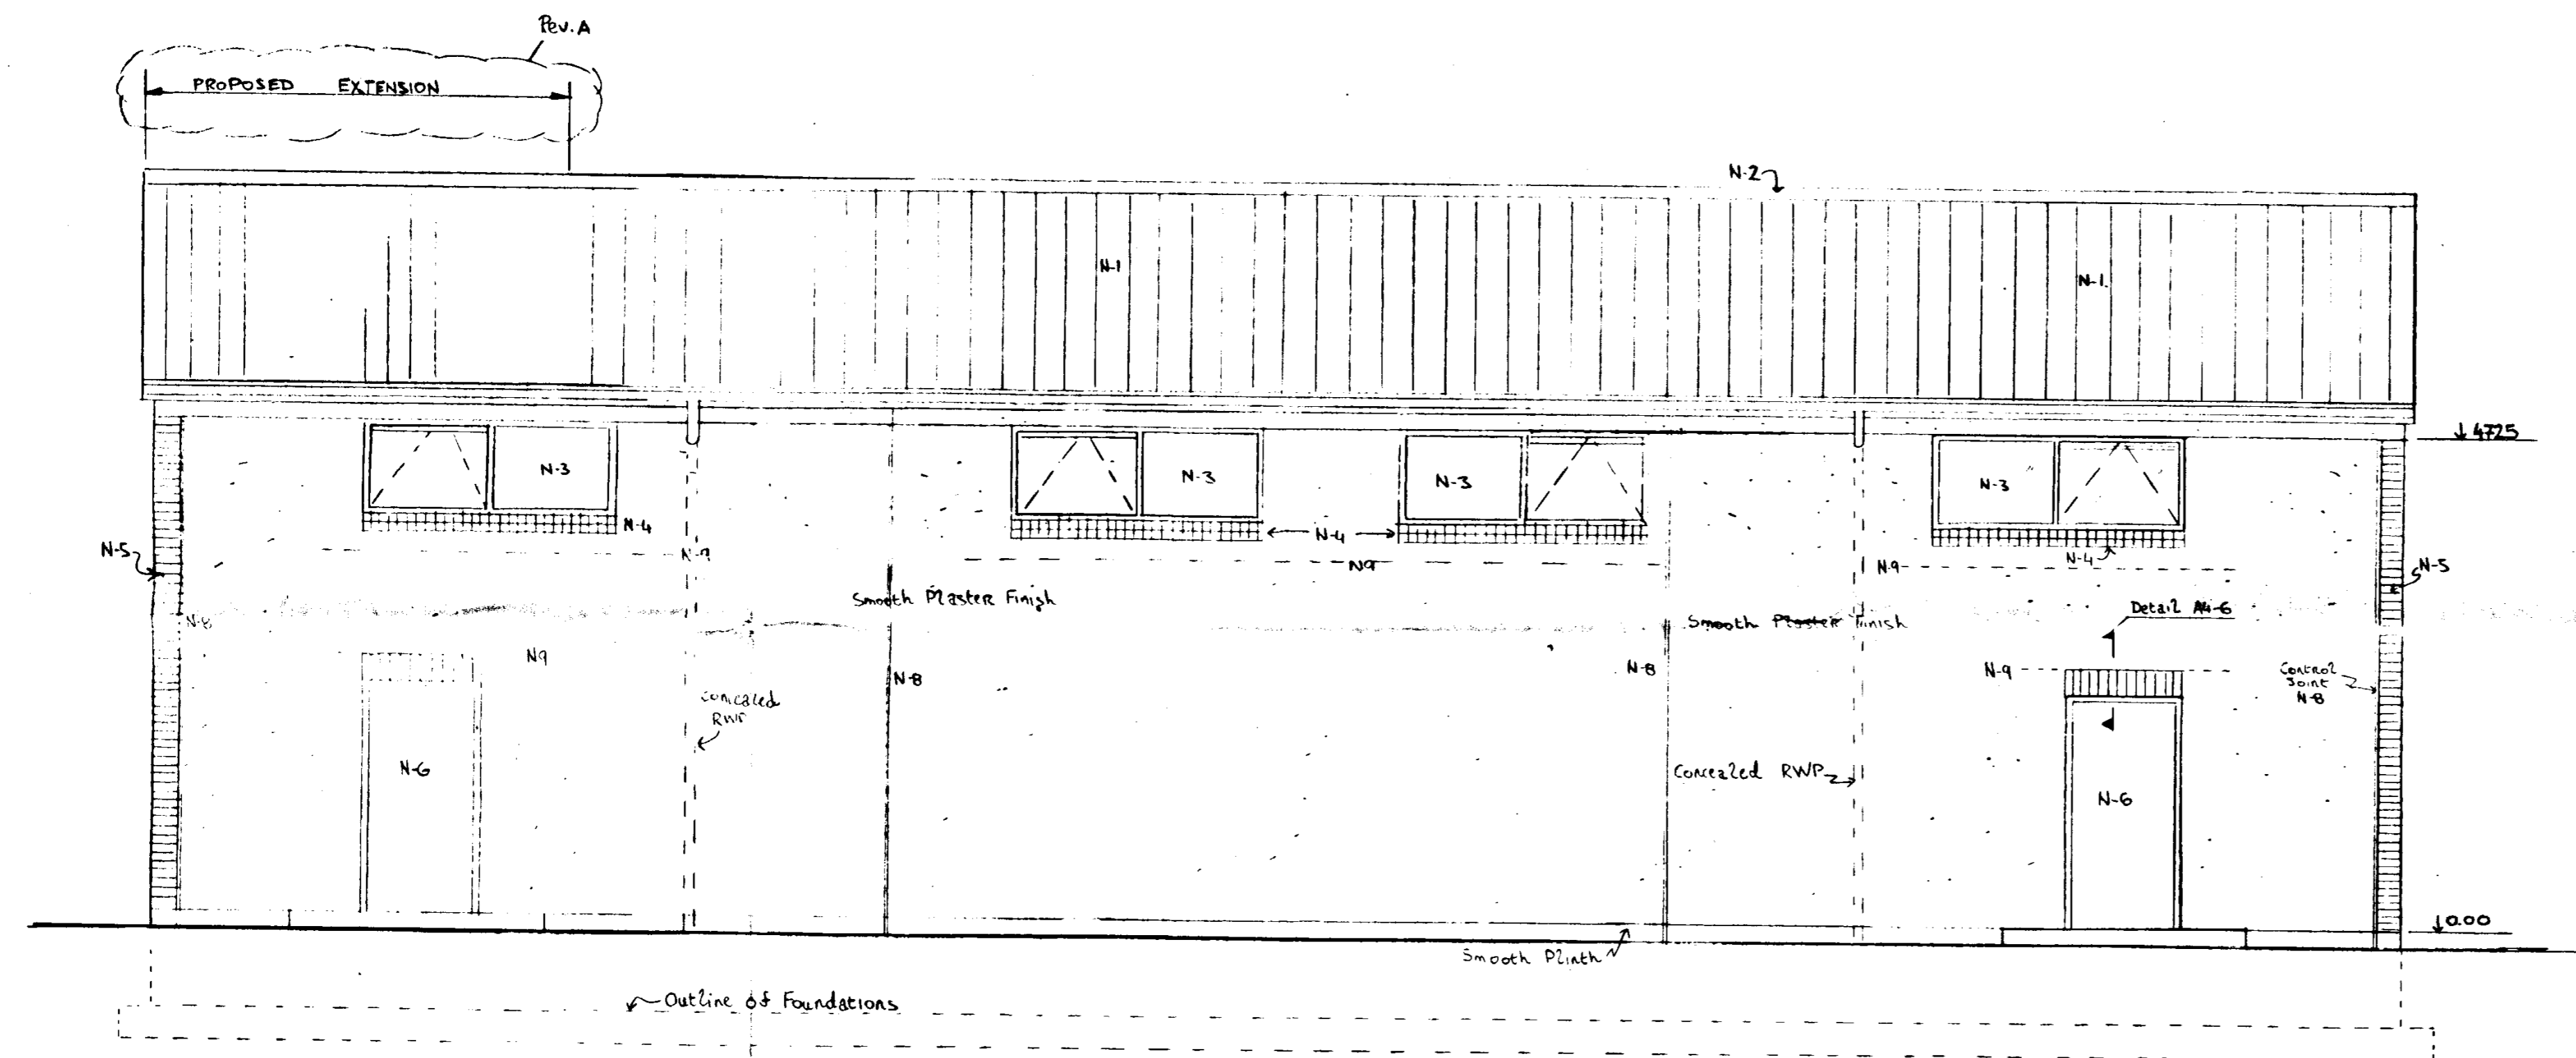 Rev. A
PROPOSED EXTENSION
N-2
N-1
N-1.
4725
N-3
N-3
N-3
N-3
N-4
N-4
N-4
N-5
N-9
N9
N-9
N-5
Smooth Plaster Finish
Smooth Plaster Finish
Detail A4-6
N-8
N9
N-8
N-8
N-9
Control
Joint
N-8
Concealed
RWP
N-6
Concealed RWP
N-6
0.00
Smooth Plinth
Outline of Foundations